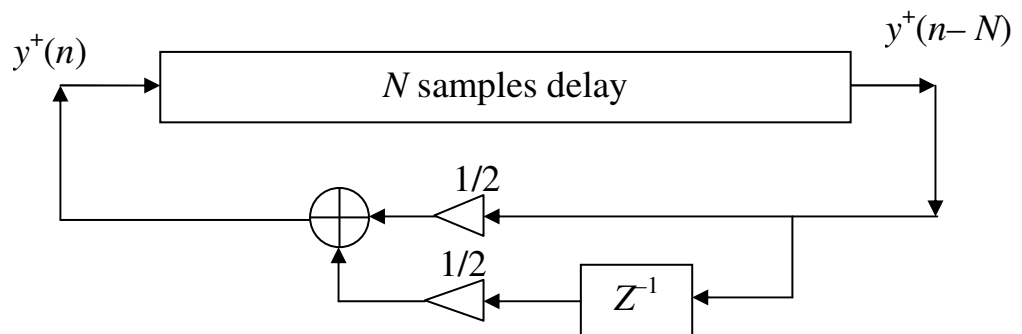 y⁺(n)
y⁺(n– N)
N samples delay
1/2
1/2
Z⁻¹